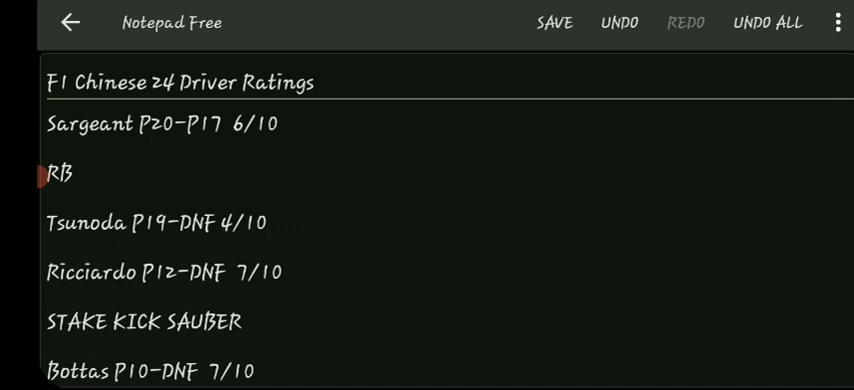 Notepad Free SAVE UNDO REDO UNDO ALL
F1 Chinese 24 Driver Ratings
Sargeant P20-P17 6/10
RB
Tsunoda P19-DNF 4/10
Ricciardo P12-DNF 7/10
STAKE KICK SAUBER
Bottas P10-DNF 7/10